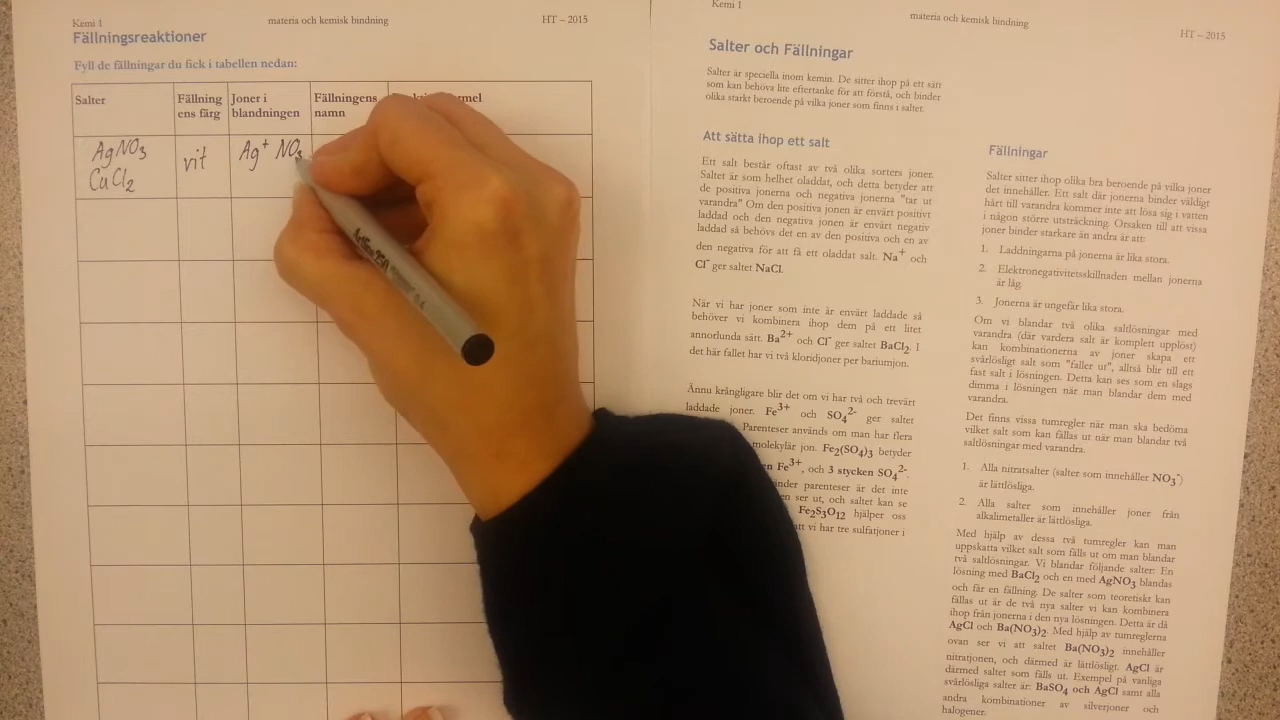 Kemi 1 materia och kemisk bindning HT – 2015
Fällningsreaktioner
Fyll de fällningar du fick i tabellen nedan:
Salter
Fällning
ens färg
Joner i
blandningen
Fällningens
namn
AgNO₃
CuCl₂
vit
Ag⁺ NO₃
Kemi 1 materia och kemisk bindning HT – 2015
Salter och Fällningar
Salter är speciella inom kemin. De sitter ihop på ett sätt
som kan behöva lite eftertanke för att förstå, och binder
olika starkt beroende på vilka joner som finns i saltet.
Att sätta ihop ett salt
Ett salt består oftast av två olika sorters joner.
Saltet är som helhet oladdat, och detta betyder att
de positiva jonerna och negativa jonerna "tar ut
varandra" Om den positiva jonen är envärt positivt
laddad och den negativa jonen är envärt negativ
laddad så behövs det en av den positiva och en av
den negativa för att få ett oladdat salt. Na⁺ och
Cl⁻ ger saltet NaCl.
När vi har joner som inte är envärt laddade så
behöver vi kombinera ihop dem på ett litet
annorlunda sätt. Ba²⁺ och Cl⁻ ger saltet BaCl₂. I
det här fallet har vi två kloridjoner per bariumjon.
Ännu krångligare blir det om vi har två och trevärt
laddade joner. Fe³⁺ och SO₄²⁻ ger saltet
Parenteser används om man har flera
molekylär jon. Fe₂(SO₄)₃ betyder
Fe³⁺, och 3 stycken SO₄²⁻.
parenteser är det inte
en ser ut, och saltet kan se
Fe₂S₃O₁₂ hjälper oss
att vi har tre sulfatjoner i
Fällningar
Salter sitter ihop olika bra beroende på vilka joner
det innehåller. Ett salt där jonerna binder väldigt
hårt till varandra kommer inte att lösa sig i vatten
i någon större utsträckning. Orsaken till att vissa
joner binder starkare än andra är att:
1. Laddningarna på jonerna är lika stora.
2. Elektronegativitetsskillnaden mellan jonerna
är låg
3. Jonerna är ungefär lika stora.
Om vi blandar två olika saltlösningar med
varandra (där vardera salt är komplett upplöst)
kan kombinationerna av joner skapa ett
svårlösligt salt som "faller ut", alltså blir till ett
fast salt i lösningen. Detta kan ses som en slags
dimma i lösningen när man blandar dem med
varandra.
Det finns vissa tumregler när man ska bedöma
vilket salt som kan fällas ut när man blandar två
saltlösningar med varandra.
1. Alla nitratsalter (salter som innehåller NO₃⁻)
är lättlösliga.
2. Alla salter som innehåller joner från
alkalimetaller är lättlösliga.
Med hjälp av dessa två tumregler kan man
uppskatta vilket salt som fälls ut om man blandar
två saltlösningar. Vi blandar följande salter: En
lösning med BaCl₂ och en med AgNO₃ blandas
och får en fällning. De salter som teoretiskt kan
fällas ut är de två nya salter vi kan kombinera
ihop från jonerna i den nya lösningen. Detta är då
AgCl och Ba(NO₃)₂. Med hjälp av tumreglerna
ovan ser vi att saltet Ba(NO₃)₂ innehåller
nitratjonen, och därmed är lättlösligt. AgCl är
därmed saltet som fälls ut. Exempel på vanliga
svårlösliga salter är: BaSO₄ och AgCl samt alla
andra kombinationer av silverjoner och
halogener.